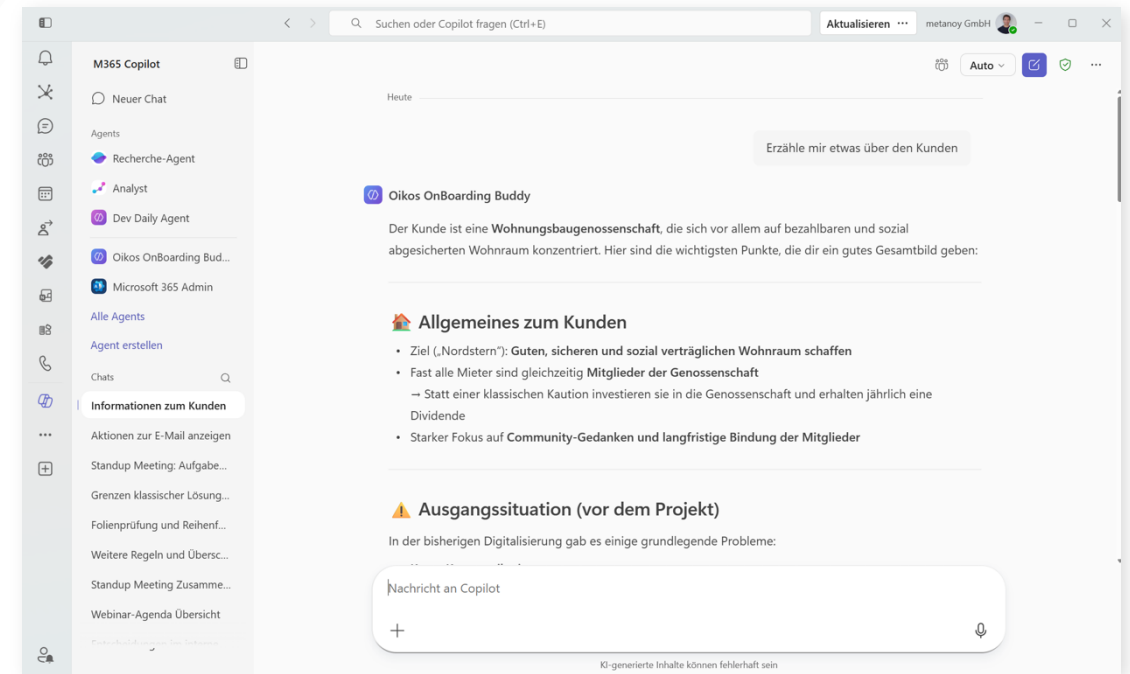 Suchen oder Copilot fragen (Ctrl+E)
Aktualisieren ···
metanoy GmbH
M365 Copilot
Neuer Chat
Agents
Recherche-Agent
Analyst
Dev Daily Agent
Oikos OnBoarding Bud...
Microsoft 365 Admin
Alle Agents
Agent erstellen
Chats
Informationen zum Kunden
Aktionen zur E-Mail anzeigen
Standup Meeting: Aufgabe...
Grenzen klassischer Lösung...
Folienprüfung und Reihenf...
Weitere Regeln und Übersc...
Standup Meeting Zusamme...
Webinar-Agenda Übersicht
Auto
Heute
Erzähle mir etwas über den Kunden
Oikos OnBoarding Buddy
Der Kunde ist eine Wohnungsbaugenossenschaft, die sich vor allem auf bezahlbaren und sozial
abgesicherten Wohnraum konzentriert. Hier sind die wichtigsten Punkte, die dir ein gutes Gesamtbild geben:
🏠 Allgemeines zum Kunden
• Ziel („Nordstern“): Guten, sicheren und sozial verträglichen Wohnraum schaffen
• Fast alle Mieter sind gleichzeitig Mitglieder der Genossenschaft
→ Statt einer klassischen Kaution investieren sie in die Genossenschaft und erhalten jährlich eine
Dividende
• Starker Fokus auf Community-Gedanken und langfristige Bindung der Mitglieder
⚠️ Ausgangssituation (vor dem Projekt)
In der bisherigen Digitalisierung gab es einige grundlegende Probleme:
Nachricht an Copilot
KI-generierte Inhalte können fehlerhaft sein